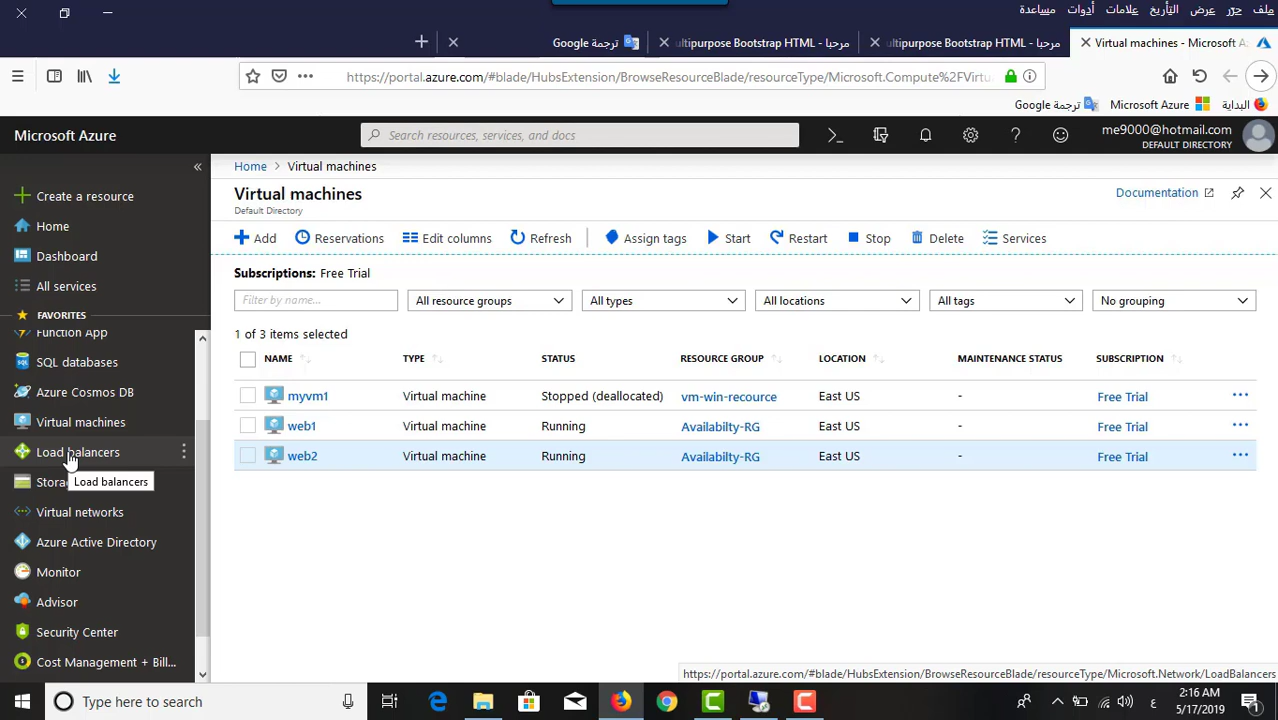 ملف
عرض
حرّر
التأريخ
علامات
أدوات
مساعدة
Virtual machines - Microsoft A
مرحبا - ultipurpose Bootstrap HTML
مرحبا - ultipurpose Bootstrap HTML
ترجمة Google
https://portal.azure.com/#blade/HubsExtension/BrowseResourceBlade/resourceType/Microsoft.Compute%2FVirtu
البداية
Microsoft Azure
ترجمة Google
Microsoft Azure
Search resources, services, and docs
me9000@hotmail.com
DEFAULT DIRECTORY
Create a resource
Home
Dashboard
All services
FAVORITES
Function App
SQL databases
Azure Cosmos DB
Virtual machines
Load balancers
Load balancers
Virtual networks
Azure Active Directory
Monitor
Advisor
Security Center
Cost Management + Bill...
Home > Virtual machines
Virtual machines
Default Directory
Documentation
Add Reservations Edit columns Refresh Assign tags Start Restart Stop Delete Services
Subscriptions: Free Trial
Filter by name... All resource groups All types All locations All tags No grouping
1 of 3 items selected
NAME TYPE STATUS RESOURCE GROUP LOCATION MAINTENANCE STATUS SUBSCRIPTION
myvm1 Virtual machine Stopped (deallocated) vm-win-recource East US - Free Trial
web1 Virtual machine Running Availabilty-RG East US - Free Trial
web2 Virtual machine Running Availabilty-RG East US - Free Trial
https://portal.azure.com/#blade/HubsExtension/BrowseResourceBlade/resourceType/Microsoft.Network/LoadBalancers
Type here to search
ع
2:16 AM
5/17/2019
1